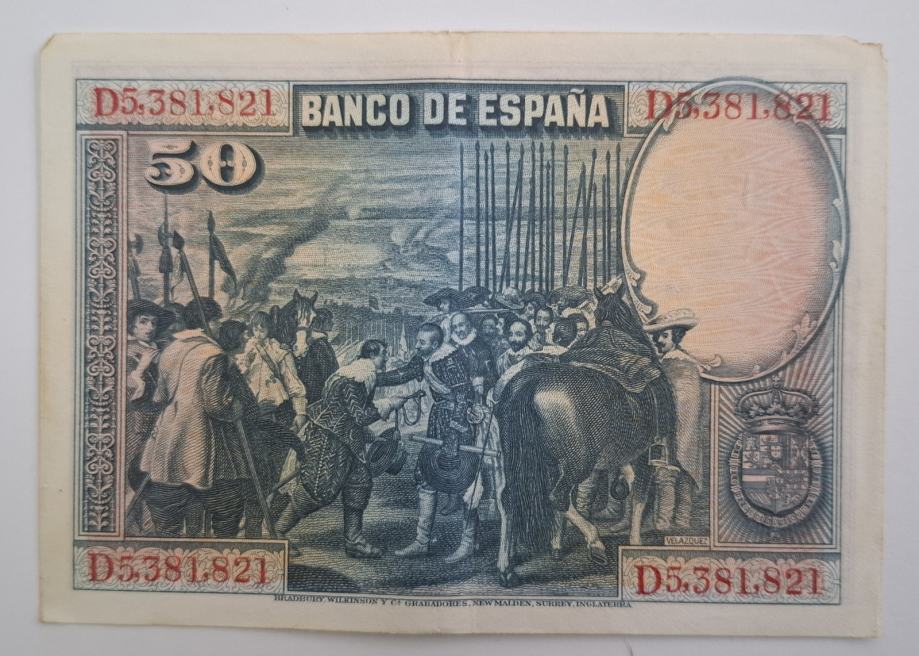 D5,381,821 BANCO DE ESPAÑA D5,381,821
50
VELAZQUEZ
D5,381,821 D5,381,821
BRADBURY, WILKINSON Y Cª GRABADORES, NEW MALDEN, SURREY, INGLATERRA